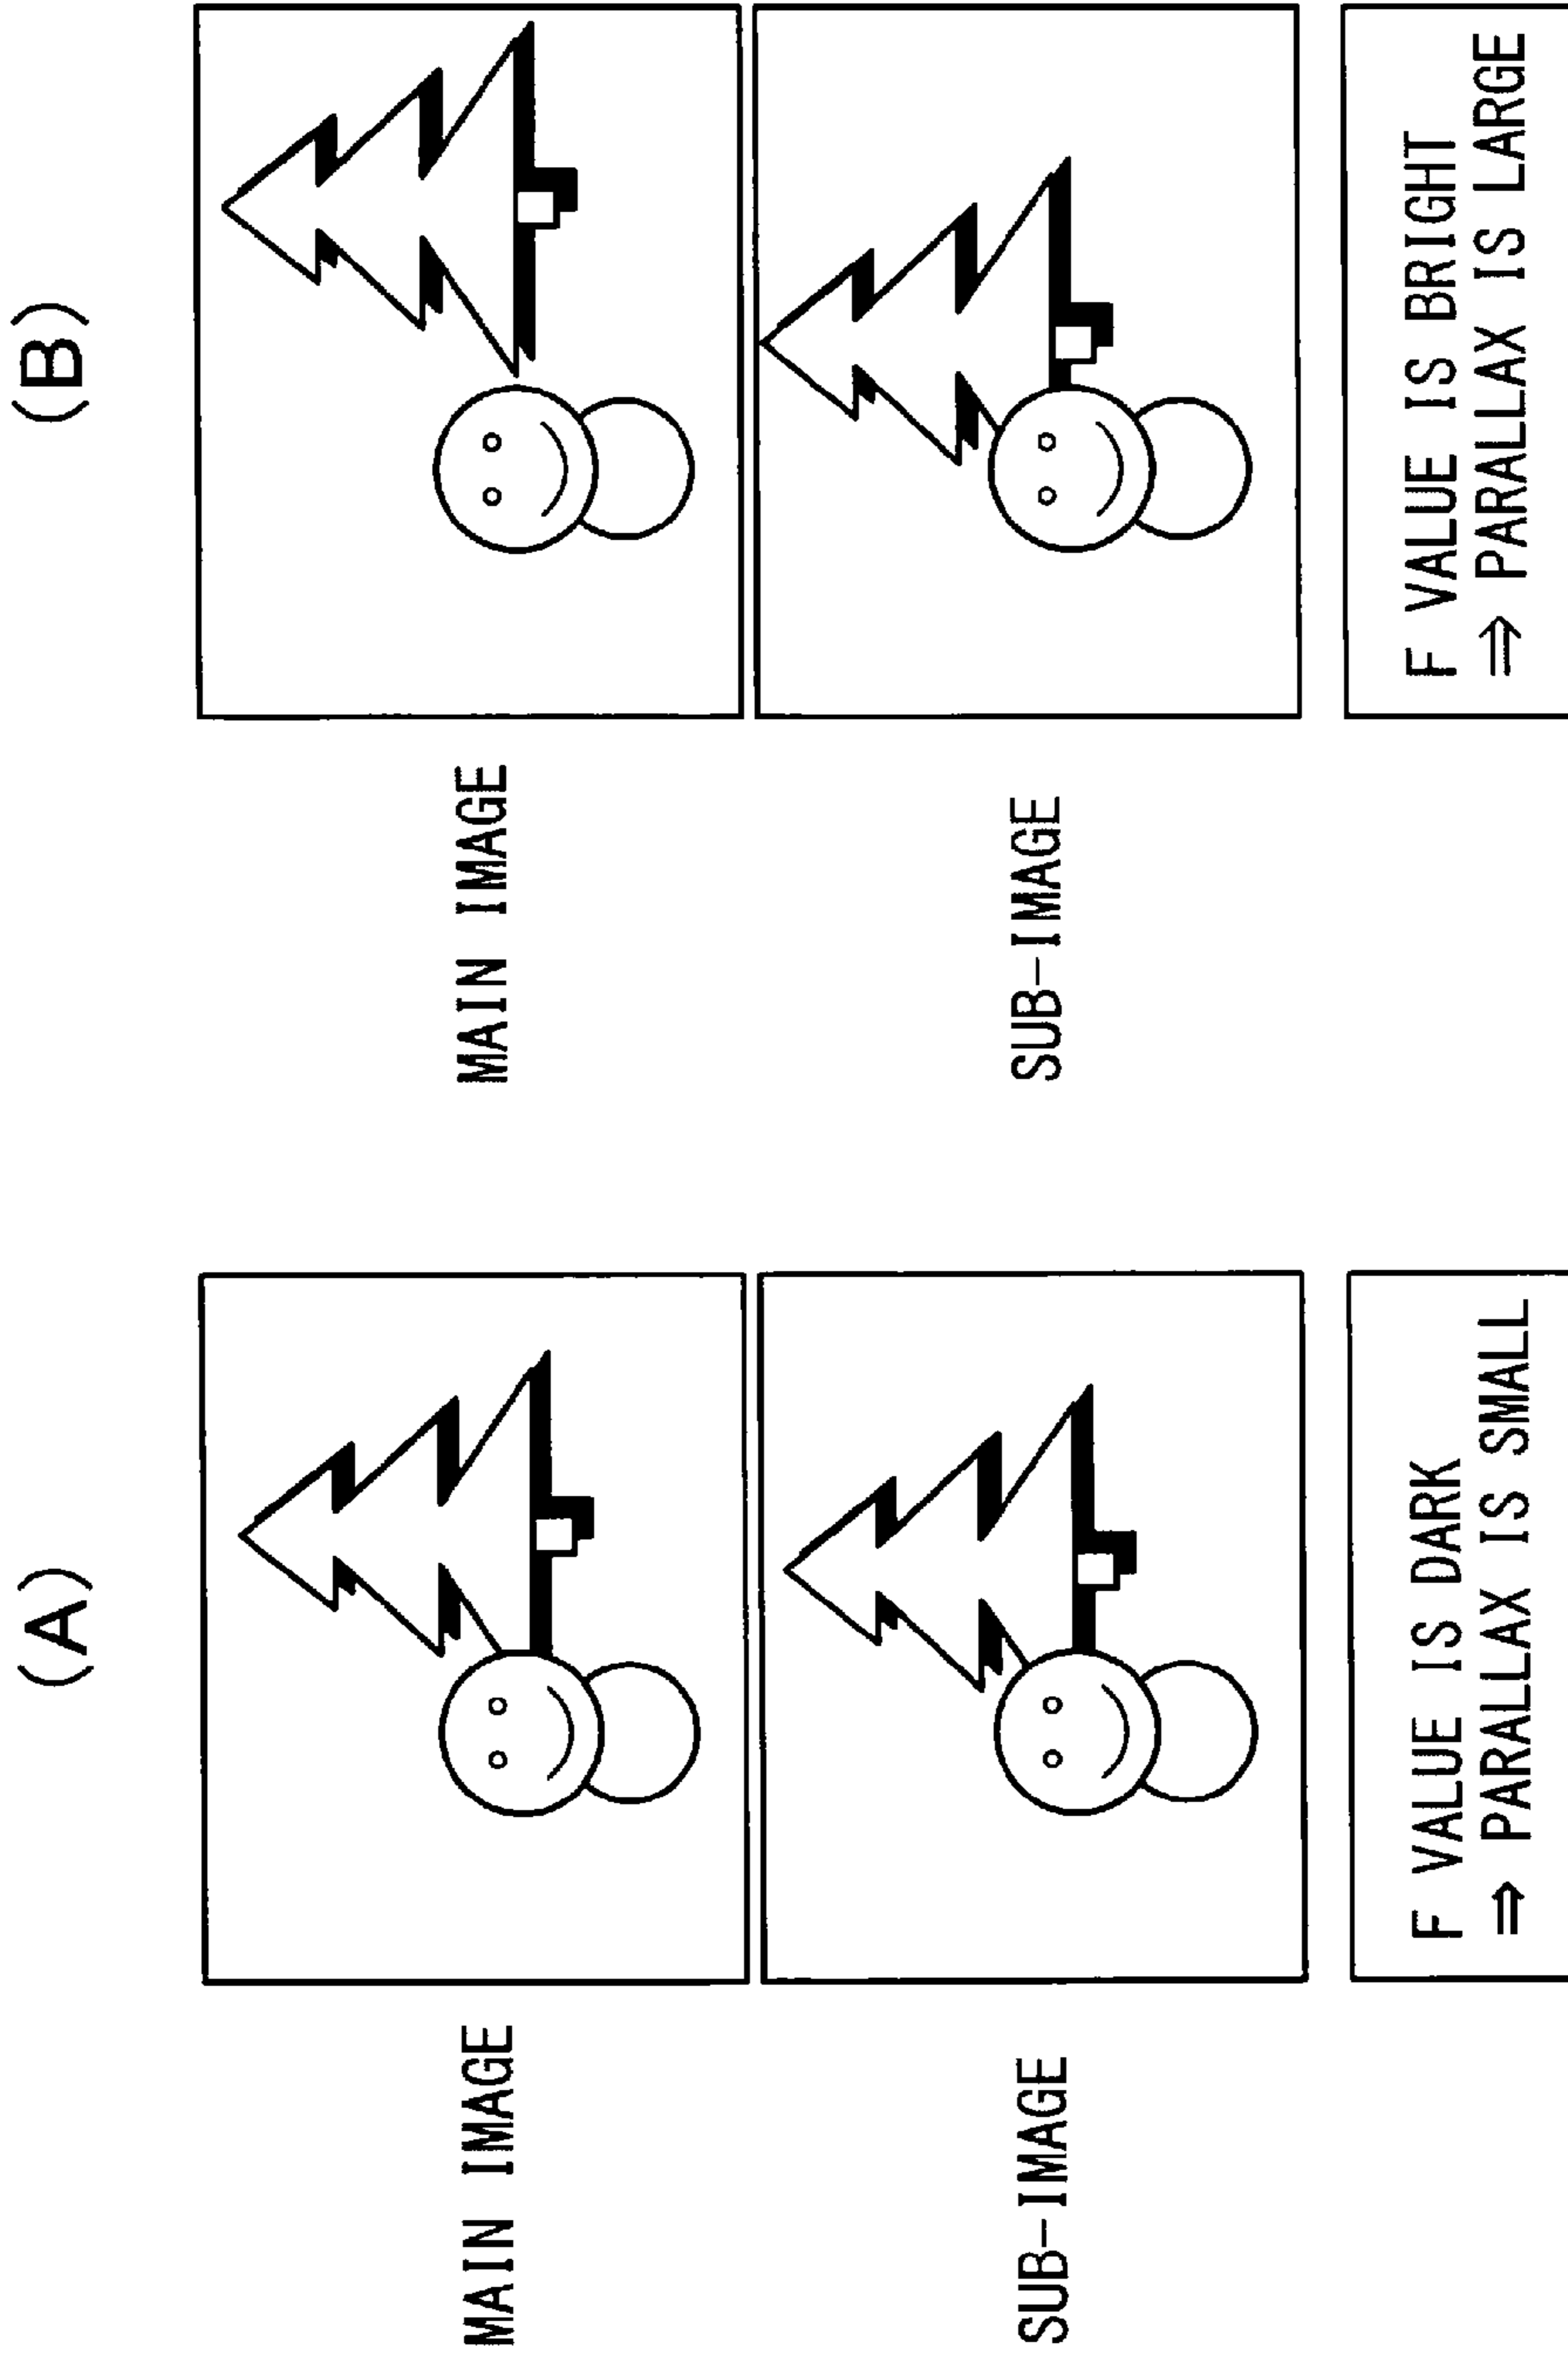 (A)
MAIN IMAGE
SUB-IMAGE
F VALUE IS DARK
⇒ PARALLAX IS SMALL
(B)
MAIN IMAGE
SUB-IMAGE
F VALUE IS BRIGHT
⇒ PARALLAX IS LARGE